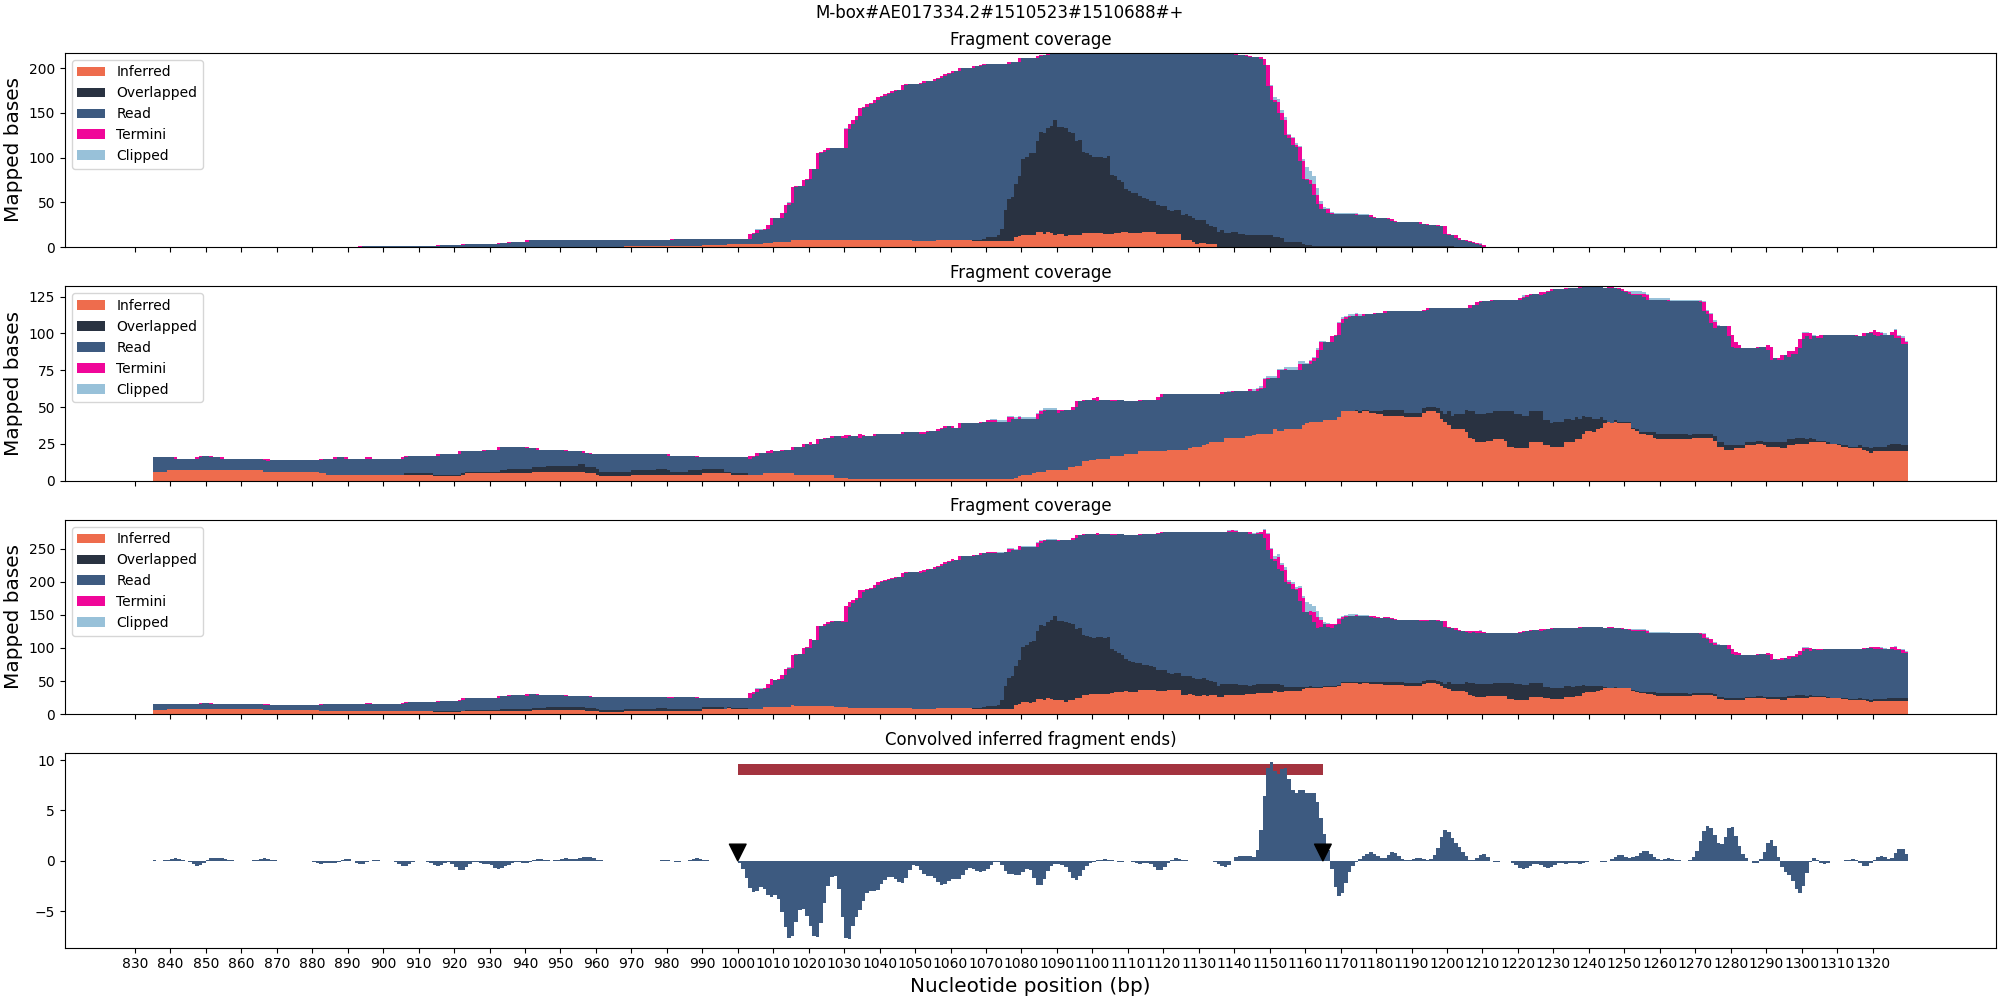 M-box#AE017334.2#1510523#1510688#+
Fragment coverage
Mapped bases
200
150
100
50
0
Inferred
Overlapped
Read
Termini
Clipped
Fragment coverage
Mapped bases
125
100
75
50
25
0
Inferred
Overlapped
Read
Termini
Clipped
Fragment coverage
Mapped bases
250
200
150
100
50
0
Inferred
Overlapped
Read
Termini
Clipped
Convolved inferred fragment ends)
10
5
0
−5
830 840 850 860 870 880 890 900 910 920 930 940 950 960 970 980 990 1000 1010 1020 1030 1040 1050 1060 1070 1080 1090 1100 1110 1120 1130 1140 1150 1160 1170 1180 1190 1200 1210 1220 1230 1240 1250 1260 1270 1280 1290 1300 1310 1320
Nucleotide position (bp)